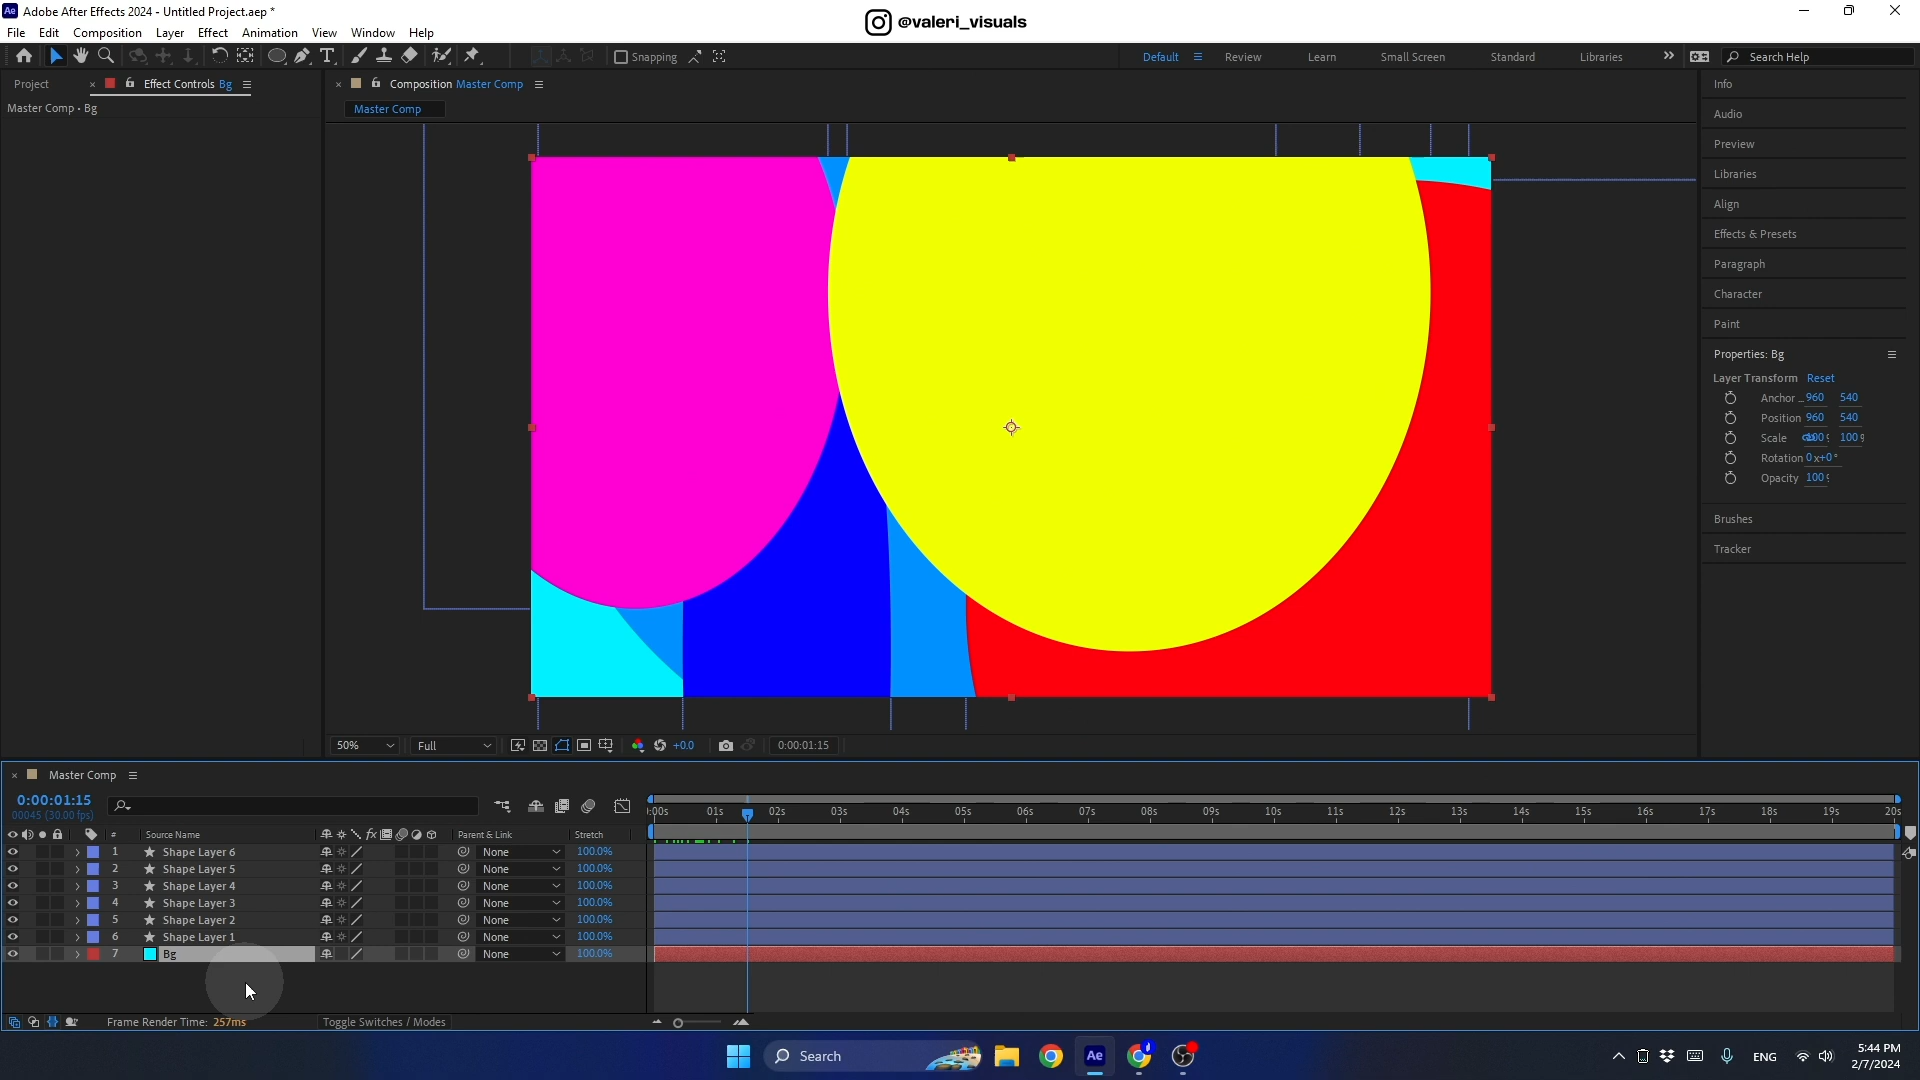 Adobe After Effects 2024 - Untitled Project.aep *
@valeri_visuals
File Edit Composition Layer Effect Animation View Window Help
Snapping
Default Review Learn Small Screen Standard Libraries
Search Help
Project Effect Controls Bg
Composition Master Comp
Master Comp • Bg
Master Comp
Info
Audio
Preview
Libraries
Align
Effects & Presets
Paragraph
Character
Paint
Properties: Bg
Layer Transform Reset
Anchor .. 960 540
Position 960 540
Scale 100 100
Rotation 0x+0°
Opacity 100
Brushes
Tracker
50% Full +0.0 0:00:01:15
Master Comp
0:00:01:15
00045 (30.00 fps)
:00s 01s 02s 03s 04s 05s 06s 07s 08s 09s 10s 11s 12s 13s 14s 15s 16s 17s 18s 19s 20s
# Source Name fx Parent & Link Stretch
1 Shape Layer 6 None 100.0%
2 Shape Layer 5 None 100.0%
3 Shape Layer 4 None 100.0%
4 Shape Layer 3 None 100.0%
5 Shape Layer 2 None 100.0%
6 Shape Layer 1 None 100.0%
7 Bg None 100.0%
Frame Render Time: 257ms Toggle Switches / Modes
Search
Ae
ENG
5:44 PM
2/7/2024